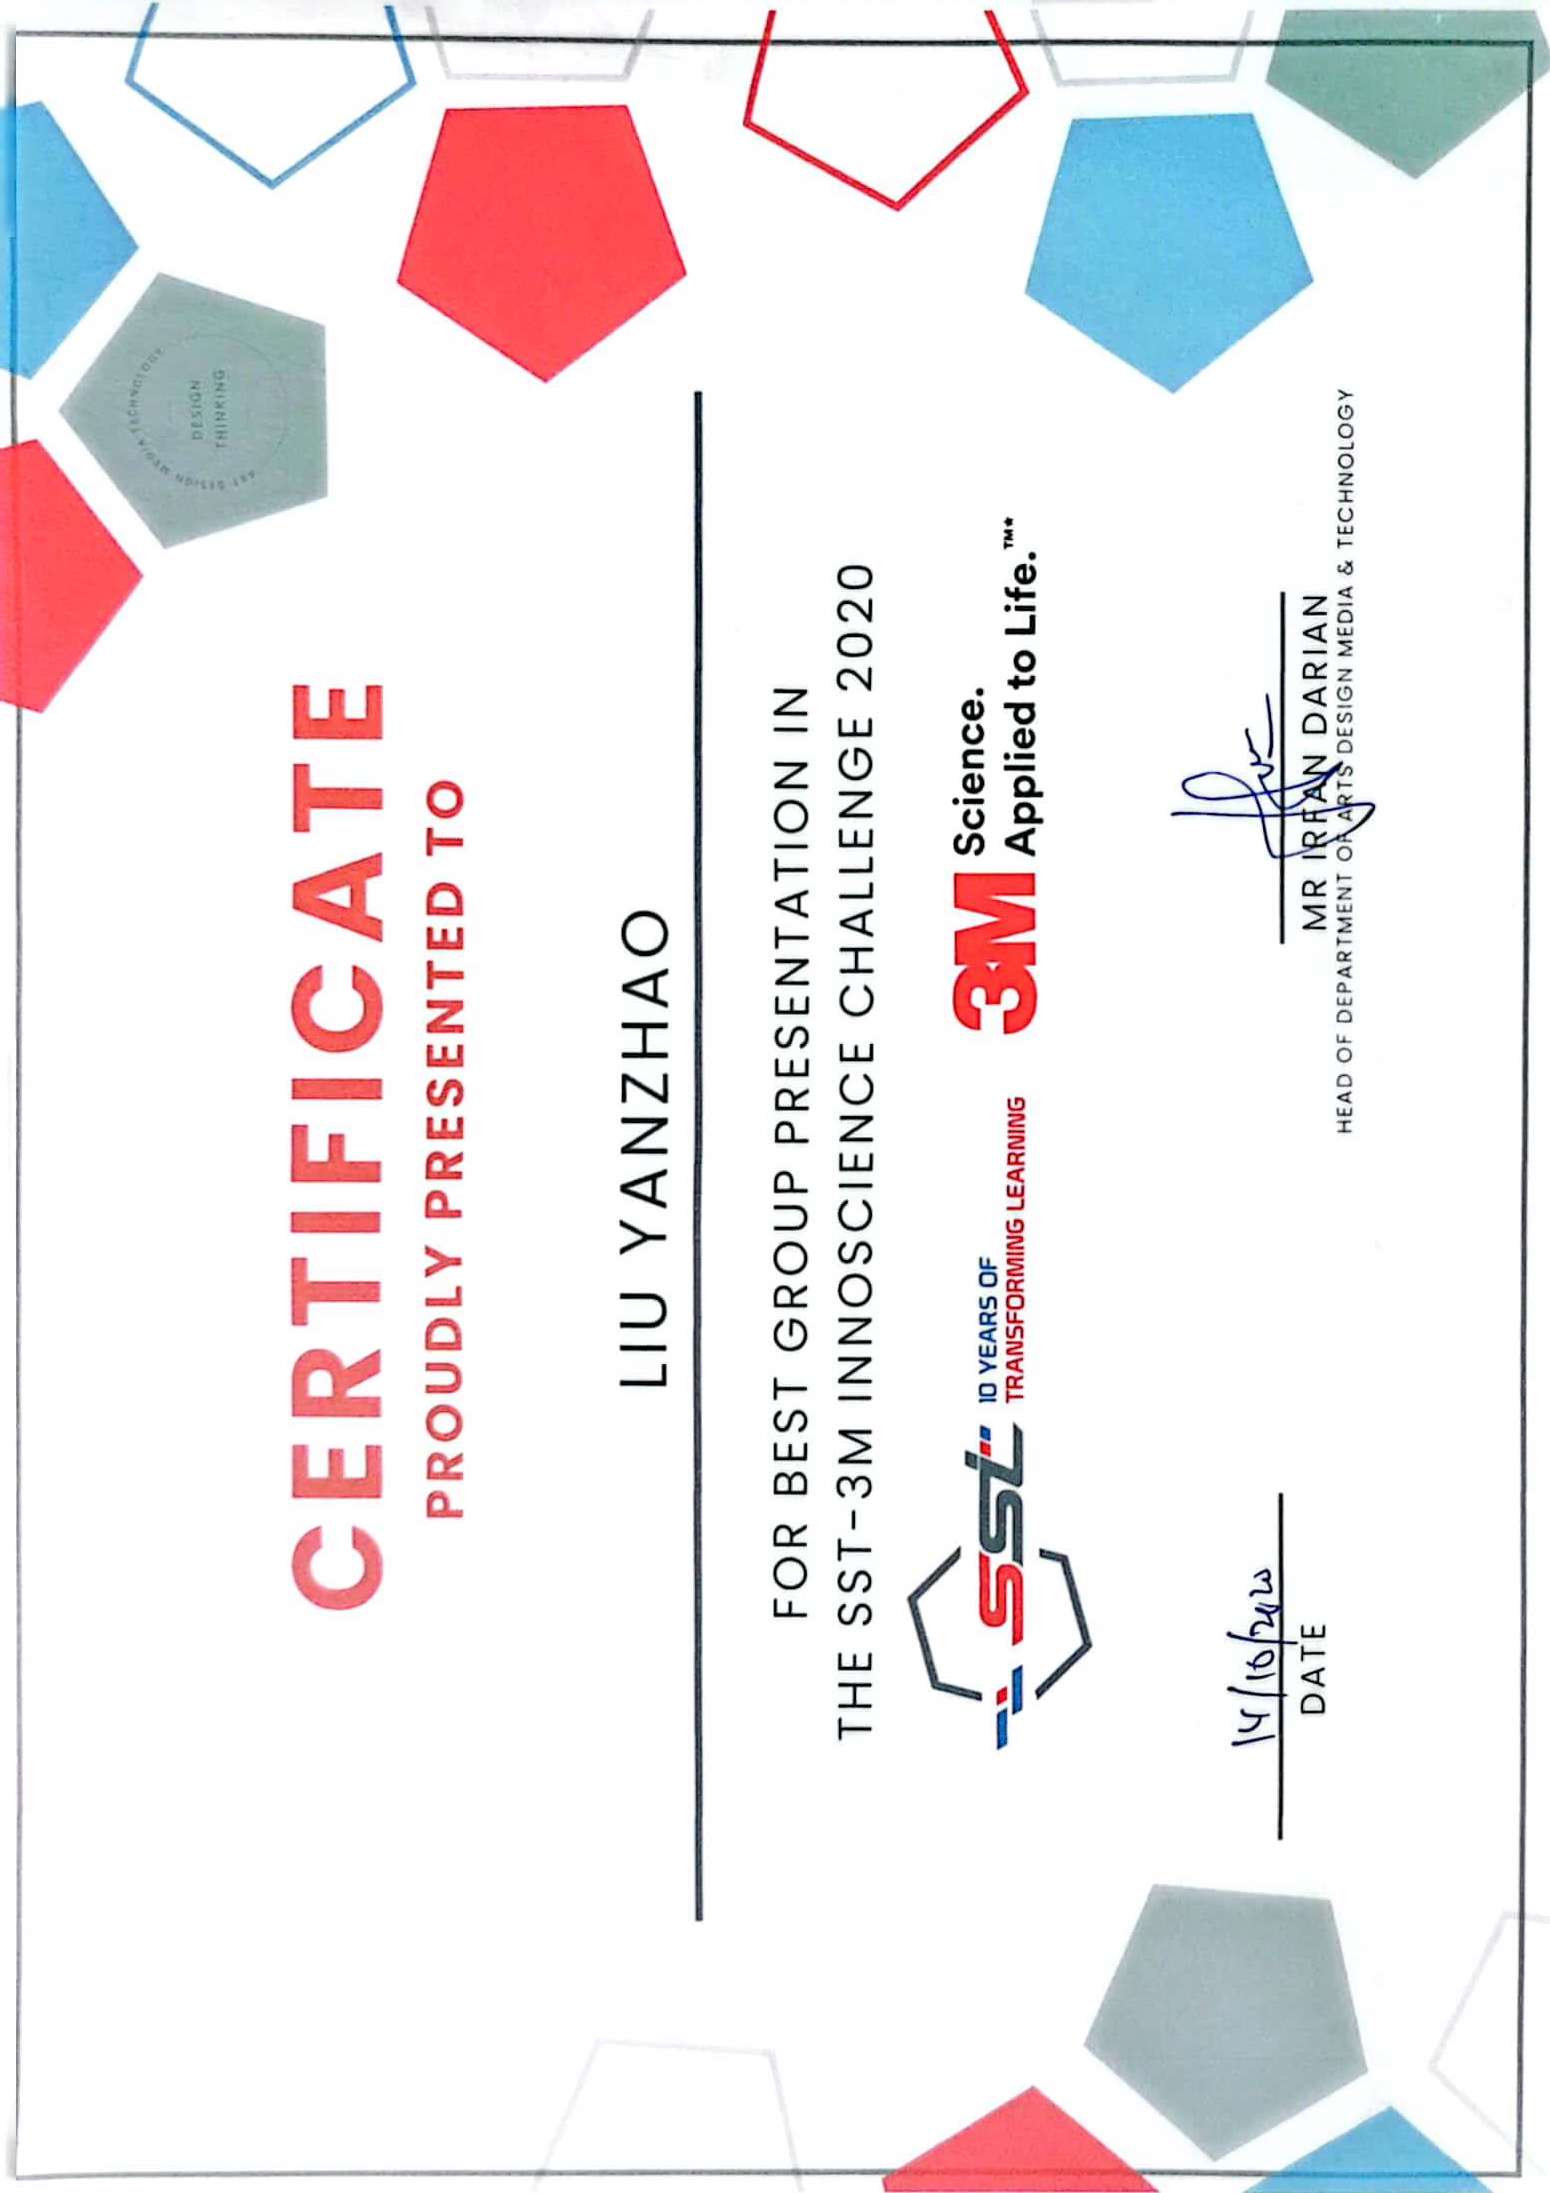 ART DESIGN MEDIA TECHNOLOGY
DESIGN
THINKING
CERTIFICATE
PROUDLY PRESENTED TO
LIU YANZHAO
FOR BEST GROUP PRESENTATION IN
THE SST-3M INNOSCIENCE CHALLENGE 2020
sst 10 YEARS OF
TRANSFORMING LEARNING
3M Science.
Applied to Life.™*
14/10/2020
DATE
MR IRFAN DARIAN
HEAD OF DEPARTMENT OF ARTS DESIGN MEDIA & TECHNOLOGY